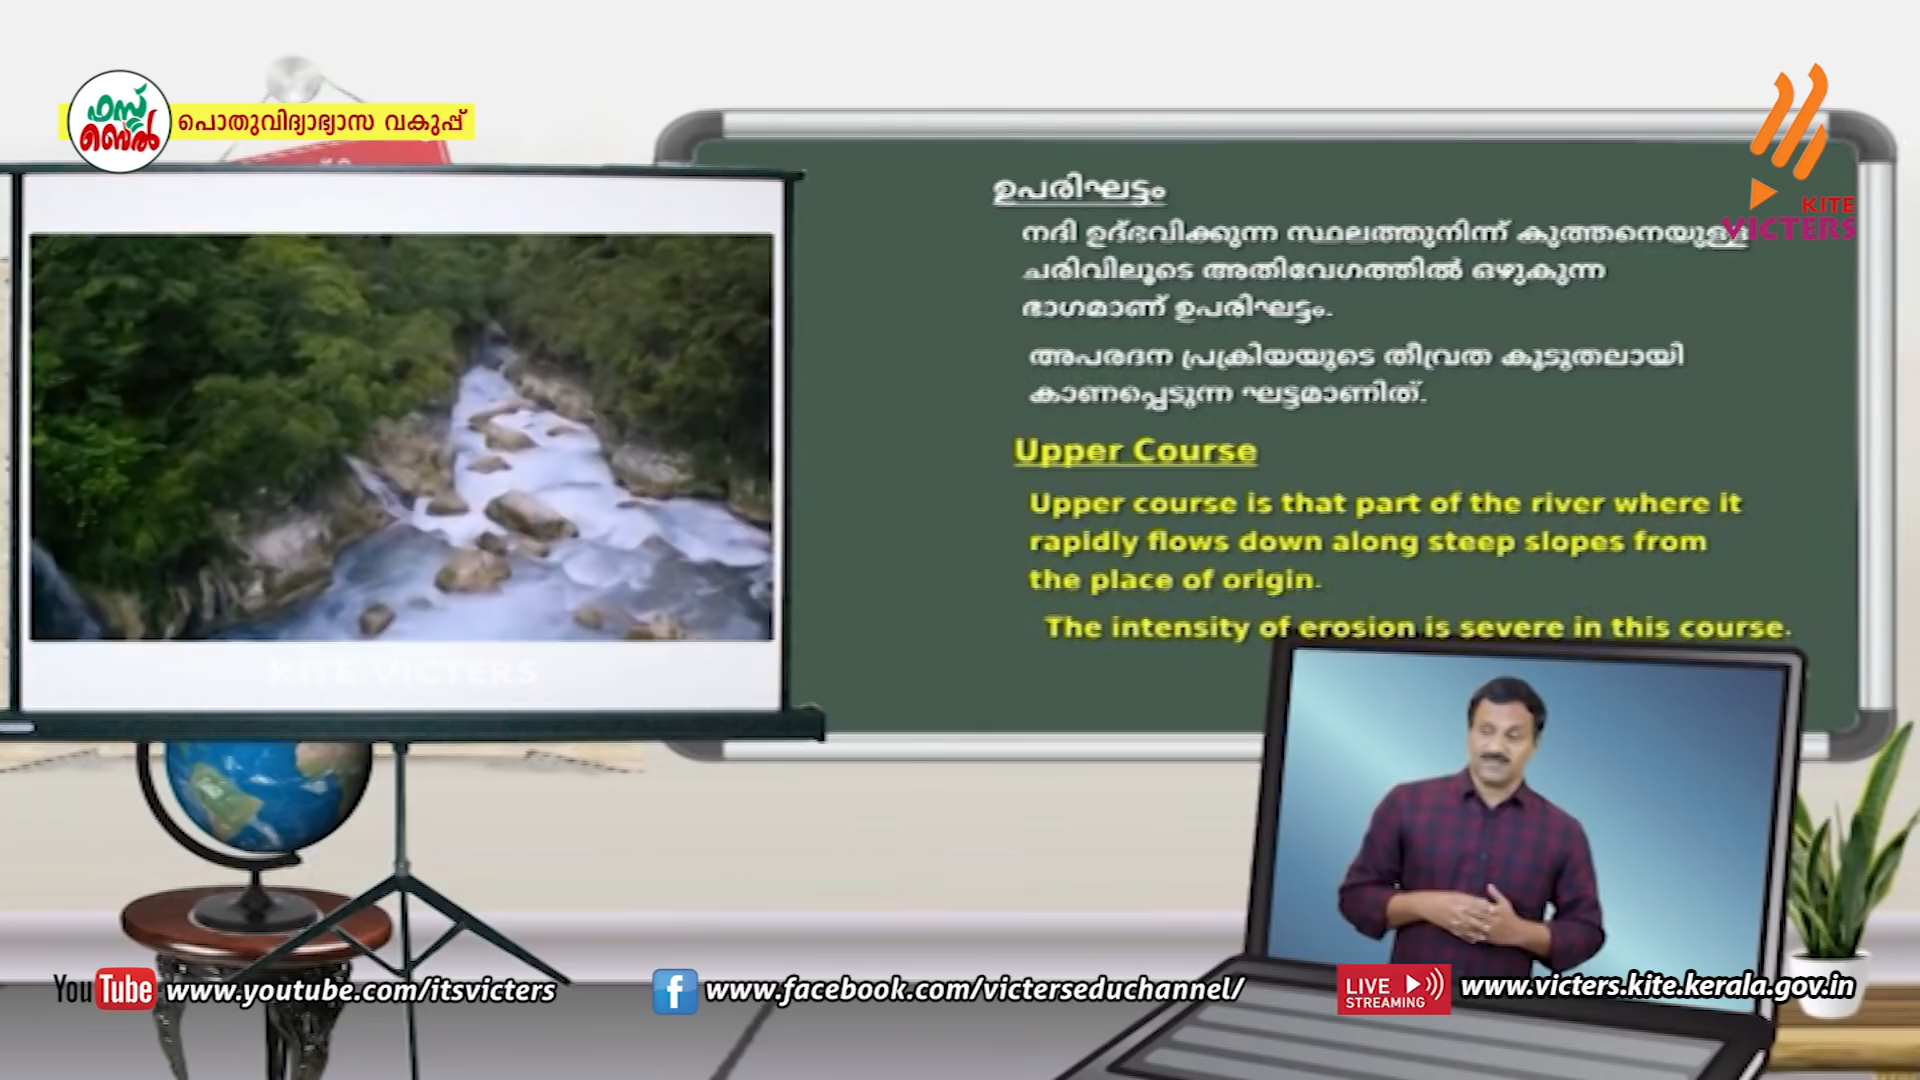 ഫസ്റ്റ്
ബെൽ
പൊതുവിദ്യാഭ്യാസ വകുപ്പ്
KITE
VICTERS
ഉപരിഘട്ടം
നദി ഉദ്ഭവിക്കുന്ന സ്ഥലത്തുനിന്ന് കുത്തനെയുള്ള
ചരിവിലൂടെ അതിവേഗത്തിൽ ഒഴുകുന്ന
ഭാഗമാണ് ഉപരിഘട്ടം.
അപരദന പ്രക്രിയയുടെ തീവ്രത കൂടുതലായി
കാണപ്പെടുന്ന ഘട്ടമാണിത്.
Upper Course
Upper course is that part of the river where it
rapidly flows down along steep slopes from
the place of origin.
The intensity of erosion is severe in this course.
KITE VICTERS
YouTube www.youtube.com/itsvicters
f www.facebook.com/victerseduchannel/
LIVE
STREAMING
www.victers.kite.kerala.gov.in